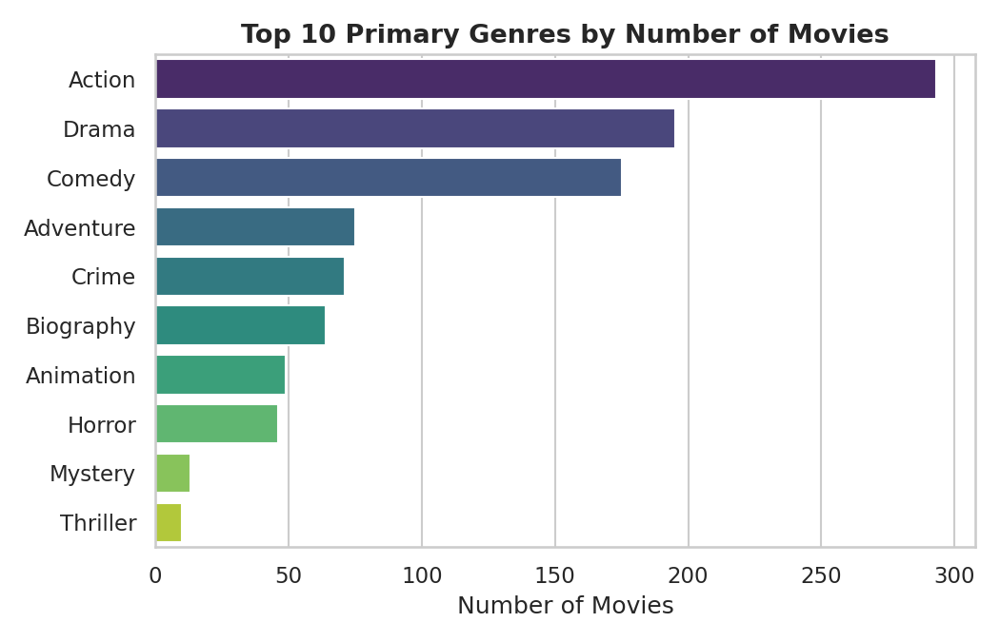 Top 10 Primary Genres by Number of Movies
Action
Drama
Comedy
Adventure
Crime
Biography
Animation
Horror
Mystery
Thriller
0 50 100 150 200 250 300
Number of Movies